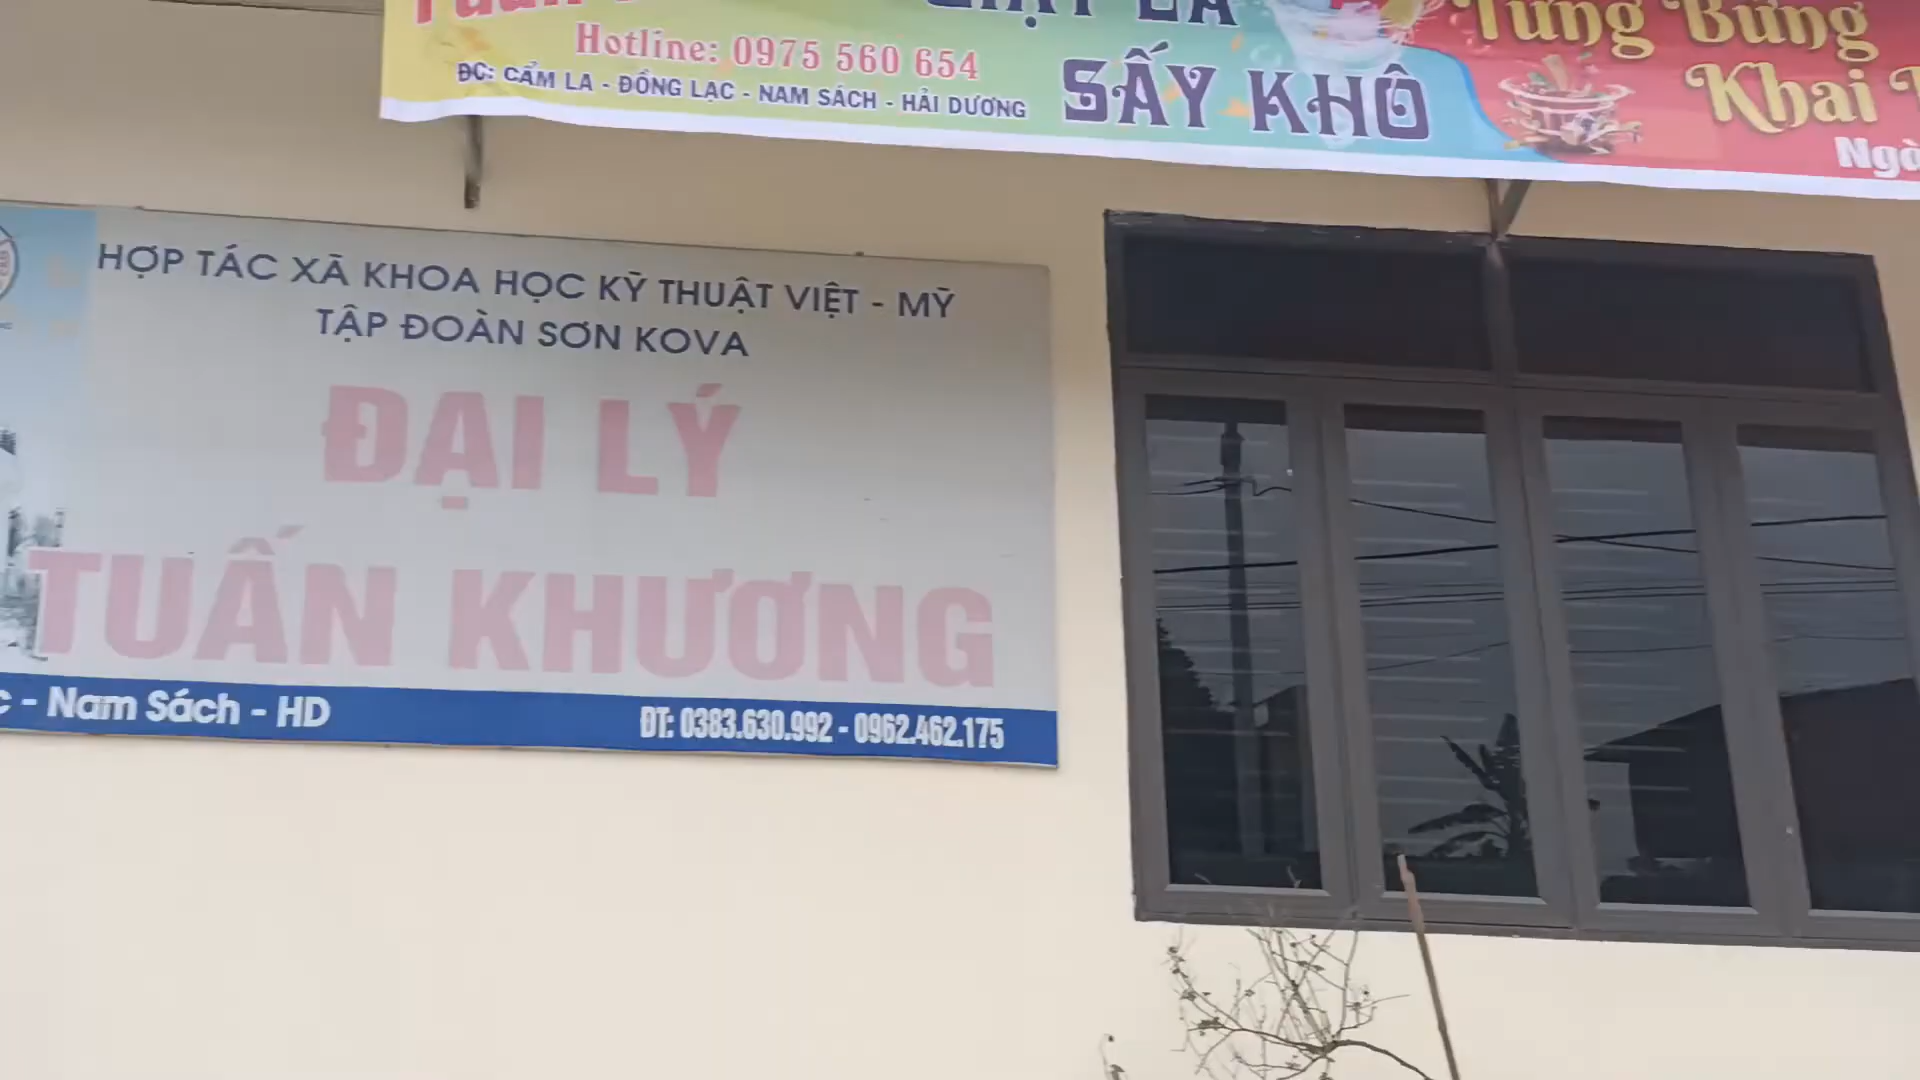 GIẶT LÀ
Hotline: 0975 560 654
ĐC: CẨM LA - ĐỒNG LẠC - NAM SÁCH - HẢI DƯƠNG
SẤY KHÔ
Tưng Bừng
Khai
HỢP TÁC XÃ KHOA HỌC KỸ THUẬT VIỆT - MỸ
TẬP ĐOÀN SƠN KOVA
ĐẠI LÝ
TUẤN KHƯƠNG
- Nam Sách - HD
ĐT: 0383.630.992 - 0962.462.175